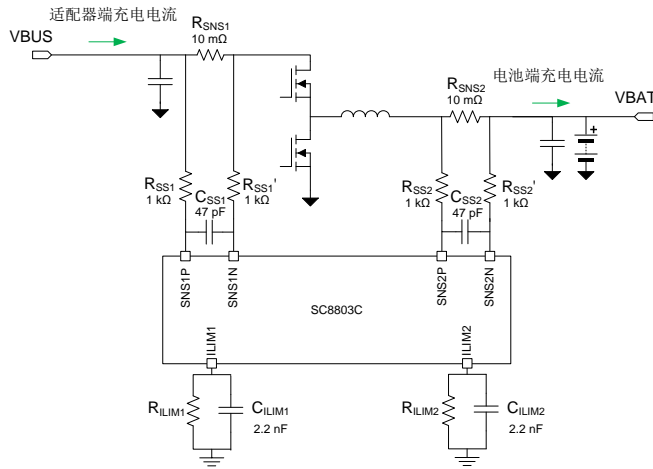 适配器端充电电流
VBUS
RSNS1
10 mΩ
电池端充电电流
RSNS2
10 mΩ
VBAT
+
RSS1
1 kΩ
CSS1
47 pF
RSS1'
1 kΩ
RSS2
1 kΩ
CSS2
47 pF
RSS2'
1 kΩ
SNS1P
SNS1N
SNS2P
SNS2N
SC8803C
ILIM1
ILIM2
RILIM1
CILIM1
2.2 nF
RILIM2
CILIM2
2.2 nF